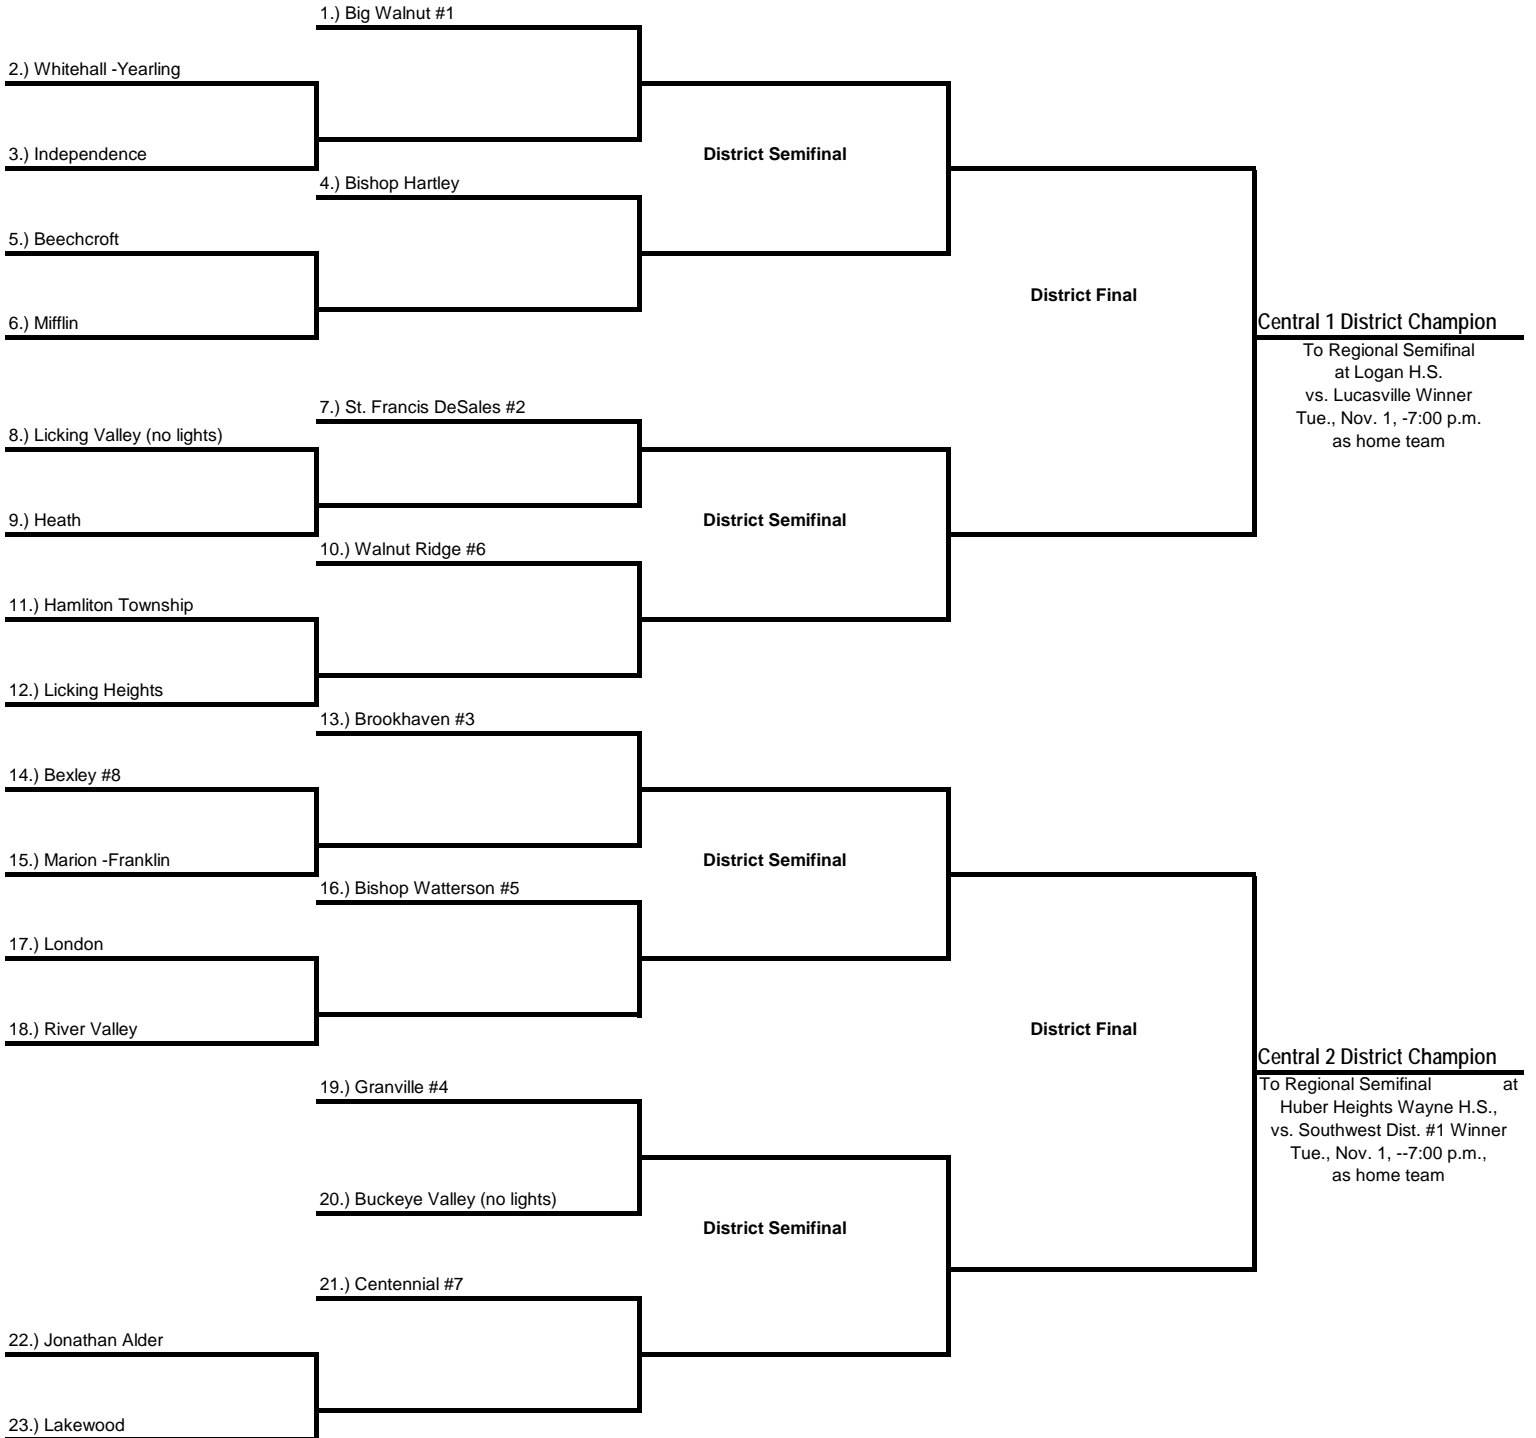 1.) Big Walnut #1
2.) Whitehall -Yearling
3.) Independence
District Semifinal
4.) Bishop Hartley
5.) Beechcroft
District Final
6.) Mifflin
Central 1 District Champion
To Regional Semifinal
at Logan H.S.
vs. Lucasville Winner
Tue., Nov. 1, -7:00 p.m.
as home team
7.) St. Francis DeSales #2
8.) Licking Valley (no lights)
9.) Heath
District Semifinal
10.) Walnut Ridge #6
11.) Hamliton Township
12.) Licking Heights
13.) Brookhaven #3
14.) Bexley #8
15.) Marion -Franklin
District Semifinal
16.) Bishop Watterson #5
17.) London
18.) River Valley
District Final
Central 2 District Champion
To Regional Semifinal at
Huber Heights Wayne H.S.,
vs. Southwest Dist. #1 Winner
Tue., Nov. 1, --7:00 p.m.,
as home team
19.) Granville #4
20.) Buckeye Valley (no lights)
District Semifinal
21.) Centennial #7
22.) Jonathan Alder
23.) Lakewood